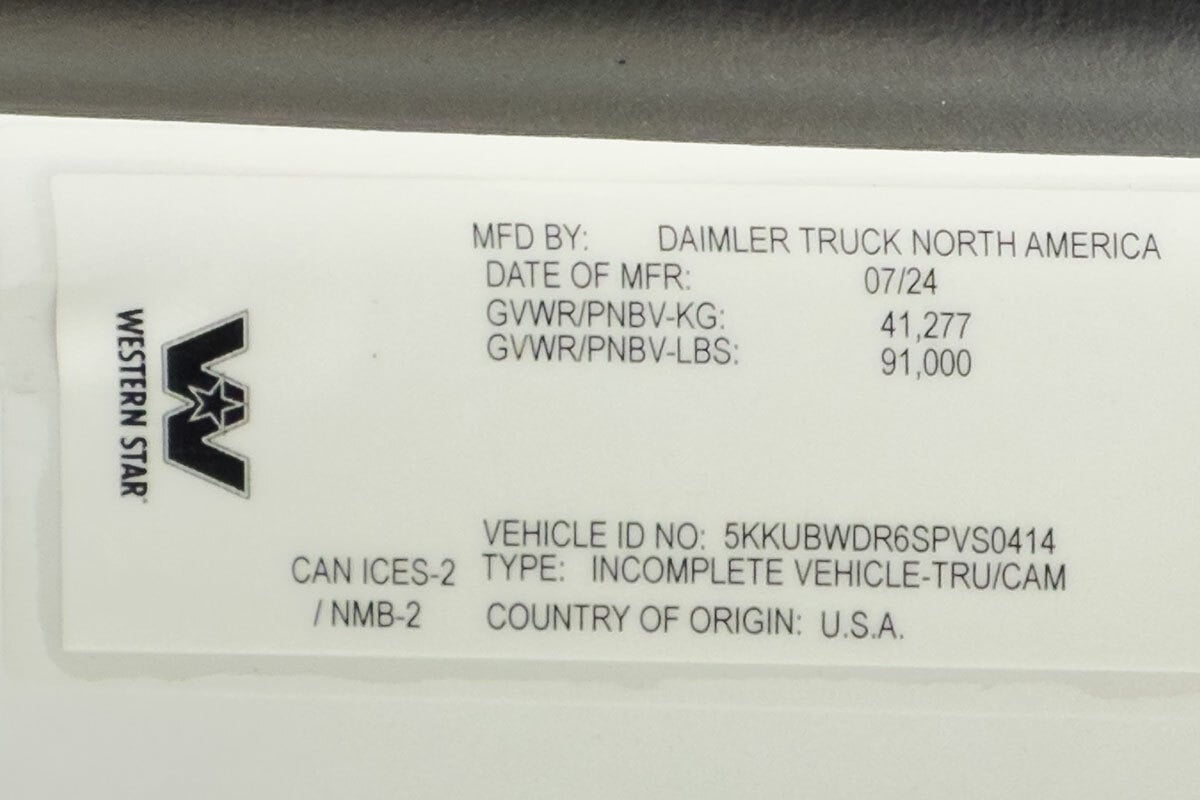 MFD BY: DAIMLER TRUCK NORTH AMERICA
DATE OF MFR: 07/24
GVWR/PNBV-KG: 41,277
GVWR/PNBV-LBS: 91,000
WESTERN STAR
VEHICLE ID NO: 5KKUBWDR6SPVS0414
CAN ICES-2 TYPE: INCOMPLETE VEHICLE-TRU/CAM
/ NMB-2 COUNTRY OF ORIGIN: U.S.A.